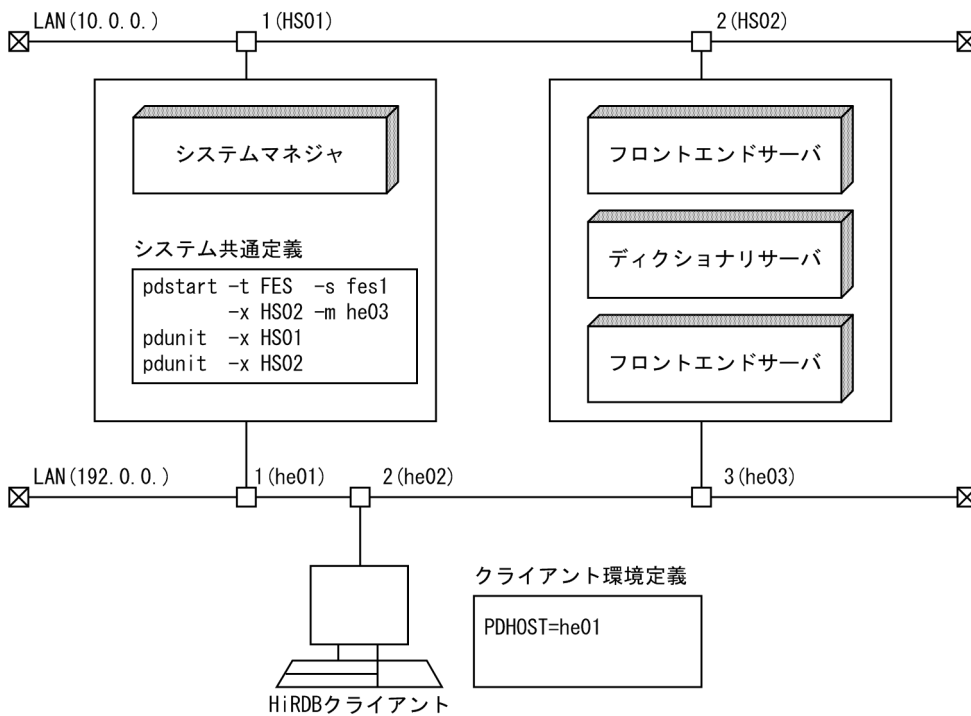 LAN(10.0.0.)
1(HS01)
2(HS02)
システムマネジャ
フロントエンドサーバ
ディクショナリサーバ
フロントエンドサーバ
システム共通定義
pdstart -t FES -s fes1
-x HS02 -m he03
pdunit -x HS01
pdunit -x HS02
LAN(192.0.0.)
1(he01)
2(he02)
3(he03)
クライアント環境定義
PDHOST=he01
HiRDBクライアント